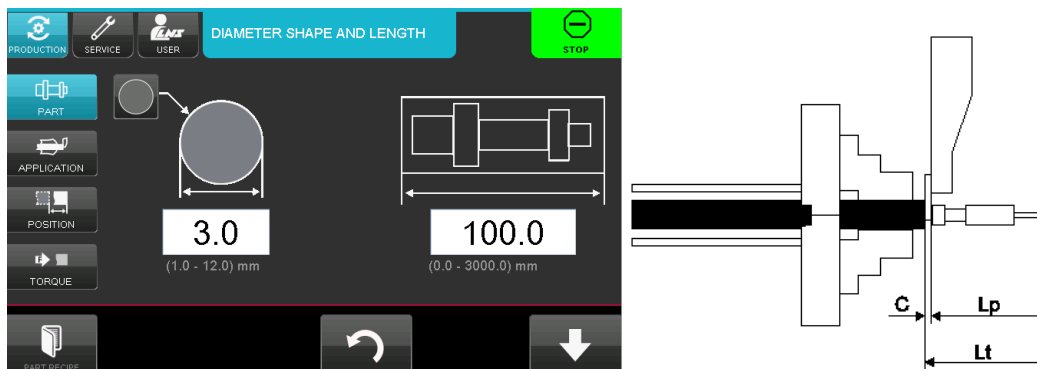 PRODUCTION
SERVICE
LNS
USER
DIAMETER SHAPE AND LENGTH
STOP
PART
APPLICATION
POSITION
TORQUE
3.0
(1.0 - 12.0) mm
100.0
(0.0 - 3000.0) mm
PART RECIPE
C
Lp
Lt